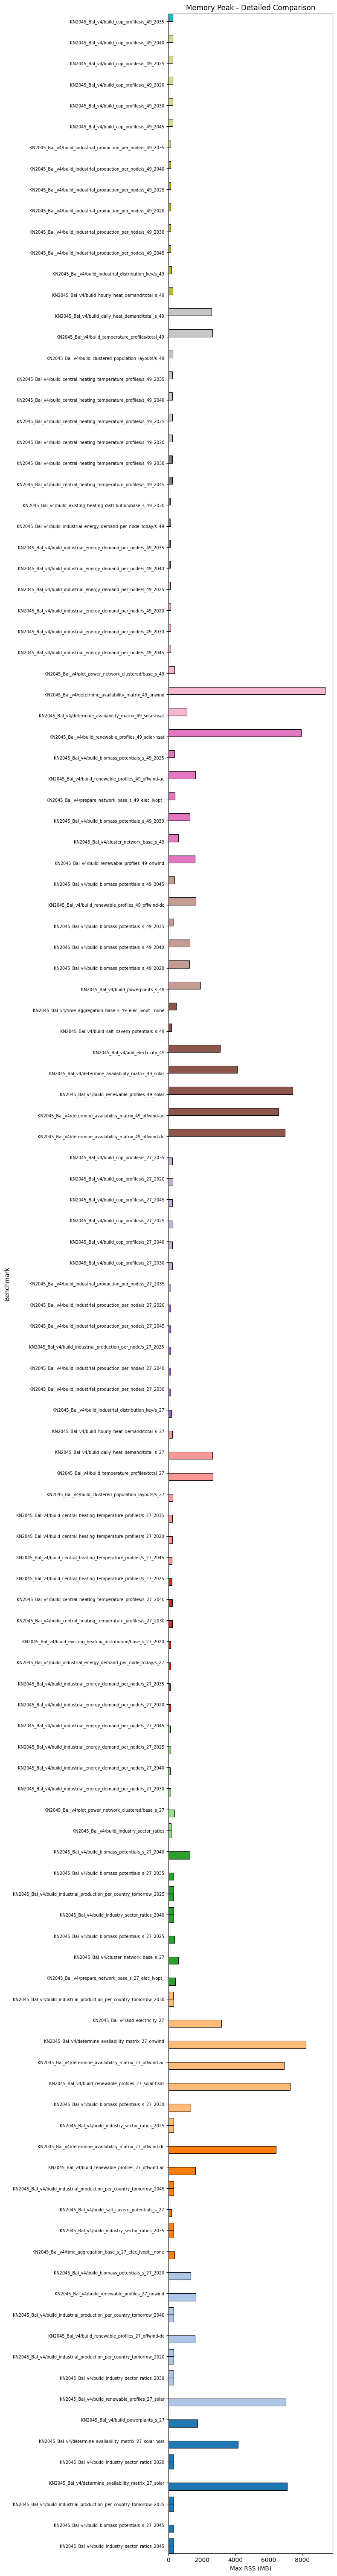 Memory Peak - Detailed Comparison
KN2045_Bal_v4/build_cop_profiles/s_49_2035
KN2045_Bal_v4/build_cop_profiles/s_49_2040
KN2045_Bal_v4/build_cop_profiles/s_49_2025
KN2045_Bal_v4/build_cop_profiles/s_49_2020
KN2045_Bal_v4/build_cop_profiles/s_49_2030
KN2045_Bal_v4/build_cop_profiles/s_49_2045
KN2045_Bal_v4/build_industrial_production_per_node/s_49_2035
KN2045_Bal_v4/build_industrial_production_per_node/s_49_2040
KN2045_Bal_v4/build_industrial_production_per_node/s_49_2025
KN2045_Bal_v4/build_industrial_production_per_node/s_49_2020
KN2045_Bal_v4/build_industrial_production_per_node/s_49_2030
KN2045_Bal_v4/build_industrial_production_per_node/s_49_2045
KN2045_Bal_v4/build_industrial_distribution_key/s_49
KN2045_Bal_v4/build_hourly_heat_demand/total_s_49
KN2045_Bal_v4/build_daily_heat_demand/total_s_49
KN2045_Bal_v4/build_temperature_profiles/total_49
KN2045_Bal_v4/build_clustered_population_layouts/s_49
KN2045_Bal_v4/build_central_heating_temperature_profiles/s_49_2035
KN2045_Bal_v4/build_central_heating_temperature_profiles/s_49_2040
KN2045_Bal_v4/build_central_heating_temperature_profiles/s_49_2025
KN2045_Bal_v4/build_central_heating_temperature_profiles/s_49_2020
KN2045_Bal_v4/build_central_heating_temperature_profiles/s_49_2030
KN2045_Bal_v4/build_central_heating_temperature_profiles/s_49_2045
KN2045_Bal_v4/build_existing_heating_distribution/base_s_49_2020
KN2045_Bal_v4/build_industrial_energy_demand_per_node_today/s_49
KN2045_Bal_v4/build_industrial_energy_demand_per_node/s_49_2035
KN2045_Bal_v4/build_industrial_energy_demand_per_node/s_49_2040
KN2045_Bal_v4/build_industrial_energy_demand_per_node/s_49_2025
KN2045_Bal_v4/build_industrial_energy_demand_per_node/s_49_2020
KN2045_Bal_v4/build_industrial_energy_demand_per_node/s_49_2030
KN2045_Bal_v4/build_industrial_energy_demand_per_node/s_49_2045
KN2045_Bal_v4/plot_power_network_clustered/base_s_49
KN2045_Bal_v4/determine_availability_matrix_49_onwind
KN2045_Bal_v4/determine_availability_matrix_49_solar-hsat
KN2045_Bal_v4/build_renewable_profiles_49_solar-hsat
KN2045_Bal_v4/build_biomass_potentials_s_49_2025
KN2045_Bal_v4/build_renewable_profiles_49_offwind-ac
KN2045_Bal_v4/prepare_network_base_s_49_elec_lvopt_
KN2045_Bal_v4/build_biomass_potentials_s_49_2030
KN2045_Bal_v4/cluster_network_base_s_49
KN2045_Bal_v4/build_renewable_profiles_49_onwind
KN2045_Bal_v4/build_biomass_potentials_s_49_2045
KN2045_Bal_v4/build_renewable_profiles_49_offwind-dc
KN2045_Bal_v4/build_biomass_potentials_s_49_2035
KN2045_Bal_v4/build_biomass_potentials_s_49_2040
KN2045_Bal_v4/build_biomass_potentials_s_49_2020
KN2045_Bal_v4/build_powerplants_s_49
KN2045_Bal_v4/time_aggregation_base_s_49_elec_lvopt__none
KN2045_Bal_v4/build_salt_cavern_potentials_s_49
KN2045_Bal_v4/add_electricity_49
KN2045_Bal_v4/determine_availability_matrix_49_solar
KN2045_Bal_v4/build_renewable_profiles_49_solar
KN2045_Bal_v4/determine_availability_matrix_49_offwind-ac
KN2045_Bal_v4/determine_availability_matrix_49_offwind-dc
KN2045_Bal_v4/build_cop_profiles/s_27_2035
KN2045_Bal_v4/build_cop_profiles/s_27_2020
KN2045_Bal_v4/build_cop_profiles/s_27_2045
KN2045_Bal_v4/build_cop_profiles/s_27_2025
KN2045_Bal_v4/build_cop_profiles/s_27_2040
KN2045_Bal_v4/build_cop_profiles/s_27_2030
KN2045_Bal_v4/build_industrial_production_per_node/s_27_2035
KN2045_Bal_v4/build_industrial_production_per_node/s_27_2020
KN2045_Bal_v4/build_industrial_production_per_node/s_27_2045
KN2045_Bal_v4/build_industrial_production_per_node/s_27_2025
KN2045_Bal_v4/build_industrial_production_per_node/s_27_2040
KN2045_Bal_v4/build_industrial_production_per_node/s_27_2030
KN2045_Bal_v4/build_industrial_distribution_key/s_27
KN2045_Bal_v4/build_hourly_heat_demand/total_s_27
KN2045_Bal_v4/build_daily_heat_demand/total_s_27
KN2045_Bal_v4/build_temperature_profiles/total_27
KN2045_Bal_v4/build_clustered_population_layouts/s_27
KN2045_Bal_v4/build_central_heating_temperature_profiles/s_27_2035
KN2045_Bal_v4/build_central_heating_temperature_profiles/s_27_2020
KN2045_Bal_v4/build_central_heating_temperature_profiles/s_27_2045
KN2045_Bal_v4/build_central_heating_temperature_profiles/s_27_2025
KN2045_Bal_v4/build_central_heating_temperature_profiles/s_27_2040
KN2045_Bal_v4/build_central_heating_temperature_profiles/s_27_2030
KN2045_Bal_v4/build_existing_heating_distribution/base_s_27_2020
KN2045_Bal_v4/build_industrial_energy_demand_per_node_today/s_27
KN2045_Bal_v4/build_industrial_energy_demand_per_node/s_27_2035
KN2045_Bal_v4/build_industrial_energy_demand_per_node/s_27_2020
KN2045_Bal_v4/build_industrial_energy_demand_per_node/s_27_2045
KN2045_Bal_v4/build_industrial_energy_demand_per_node/s_27_2025
KN2045_Bal_v4/build_industrial_energy_demand_per_node/s_27_2040
KN2045_Bal_v4/build_industrial_energy_demand_per_node/s_27_2030
KN2045_Bal_v4/plot_power_network_clustered/base_s_27
KN2045_Bal_v4/build_industry_sector_ratios
KN2045_Bal_v4/build_biomass_potentials_s_27_2040
KN2045_Bal_v4/build_biomass_potentials_s_27_2035
KN2045_Bal_v4/build_industrial_production_per_country_tomorrow_2025
KN2045_Bal_v4/build_industry_sector_ratios_2040
KN2045_Bal_v4/build_biomass_potentials_s_27_2025
KN2045_Bal_v4/cluster_network_base_s_27
KN2045_Bal_v4/prepare_network_base_s_27_elec_lvopt_
KN2045_Bal_v4/build_industrial_production_per_country_tomorrow_2030
KN2045_Bal_v4/add_electricity_27
KN2045_Bal_v4/determine_availability_matrix_27_onwind
KN2045_Bal_v4/determine_availability_matrix_27_offwind-ac
KN2045_Bal_v4/build_renewable_profiles_27_solar-hsat
KN2045_Bal_v4/build_biomass_potentials_s_27_2030
KN2045_Bal_v4/build_industry_sector_ratios_2025
KN2045_Bal_v4/determine_availability_matrix_27_offwind-dc
KN2045_Bal_v4/build_renewable_profiles_27_offwind-ac
KN2045_Bal_v4/build_industrial_production_per_country_tomorrow_2045
KN2045_Bal_v4/build_salt_cavern_potentials_s_27
KN2045_Bal_v4/build_industry_sector_ratios_2035
KN2045_Bal_v4/time_aggregation_base_s_27_elec_lvopt__none
KN2045_Bal_v4/build_biomass_potentials_s_27_2020
KN2045_Bal_v4/build_renewable_profiles_27_onwind
KN2045_Bal_v4/build_industrial_production_per_country_tomorrow_2040
KN2045_Bal_v4/build_renewable_profiles_27_offwind-dc
KN2045_Bal_v4/build_industrial_production_per_country_tomorrow_2020
KN2045_Bal_v4/build_industry_sector_ratios_2030
KN2045_Bal_v4/build_renewable_profiles_27_solar
KN2045_Bal_v4/build_powerplants_s_27
KN2045_Bal_v4/determine_availability_matrix_27_solar-hsat
KN2045_Bal_v4/build_industry_sector_ratios_2020
KN2045_Bal_v4/determine_availability_matrix_27_solar
KN2045_Bal_v4/build_industrial_production_per_country_tomorrow_2035
KN2045_Bal_v4/build_biomass_potentials_s_27_2045
KN2045_Bal_v4/build_industry_sector_ratios_2045
Benchmark
0 2000 4000 6000 8000
Max RSS (MB)